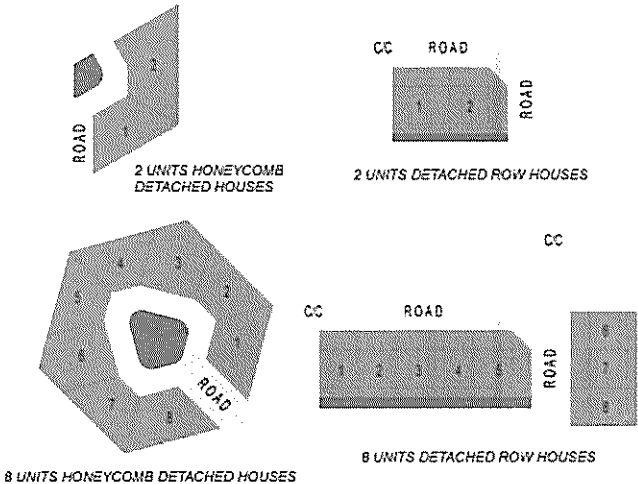 CC ROAD
2
1 2
ROAD
ROAD
1
2 UNITS HONEYCOMB
DETACHED HOUSES
2 UNITS DETACHED ROW HOUSES
CC
4 3
5 2
CC ROAD
6
6 1
1 2 3 4 5
ROAD
7
ROAD
7 8
8
8 UNITS DETACHED ROW HOUSES
8 UNITS HONEYCOMB DETACHED HOUSES